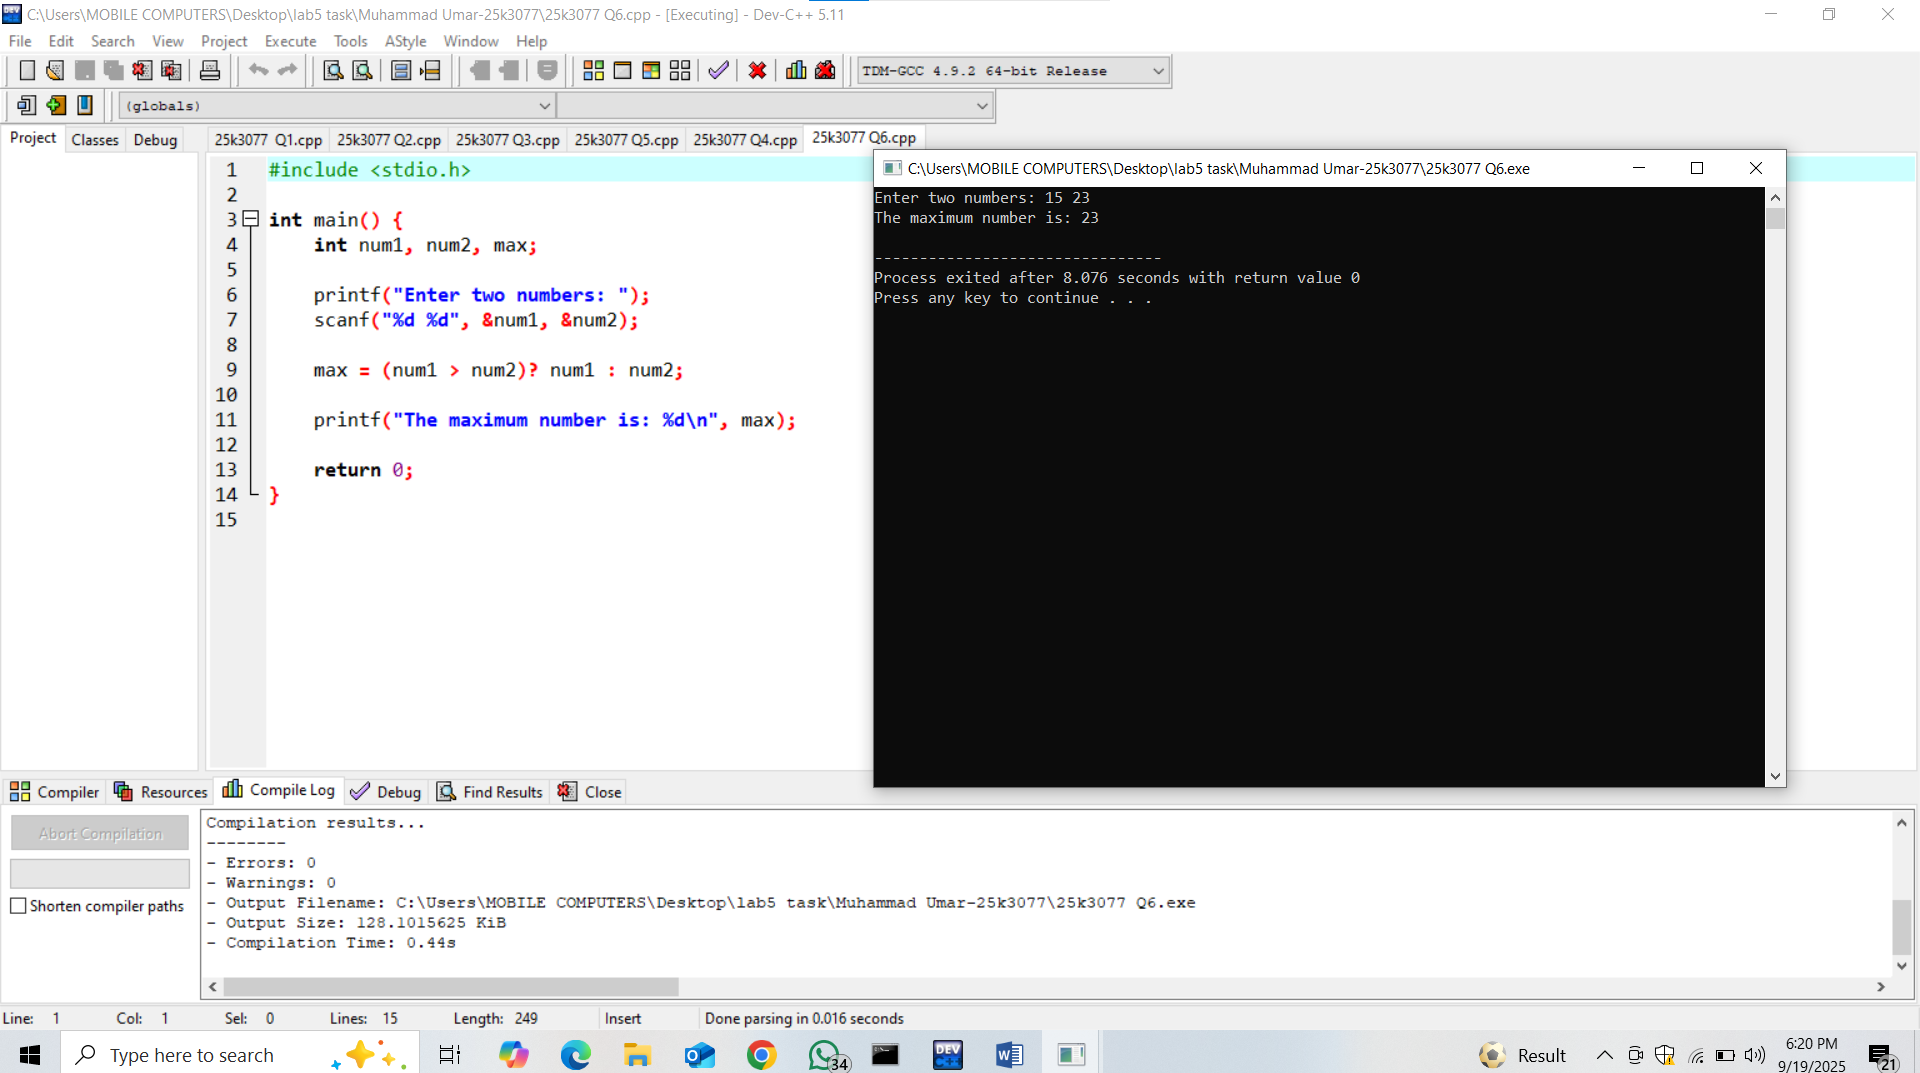 C:\Users\MOBILE COMPUTERS\Desktop\lab5 task\Muhammad Umar-25k3077\25k3077 Q6.cpp - [Executing] - Dev-C++ 5.11
File Edit Search View Project Execute Tools AStyle Window Help
TDM-GCC 4.9.2 64-bit Release
(globals)
Project Classes Debug
25k3077 Q1.cpp 25k3077 Q2.cpp 25k3077 Q3.cpp 25k3077 Q5.cpp 25k3077 Q4.cpp 25k3077 Q6.cpp
1 #include <stdio.h>
2
3 int main() {
4 int num1, num2, max;
5
6 printf("Enter two numbers: ");
7 scanf("%d %d", &num1, &num2);
8
9 max = (num1 > num2)? num1 : num2;
10
11 printf("The maximum number is: %d\n", max);
12
13 return 0;
14 }
15
C:\Users\MOBILE COMPUTERS\Desktop\lab5 task\Muhammad Umar-25k3077\25k3077 Q6.exe
Enter two numbers: 15 23
The maximum number is: 23
--------------------------------
Process exited after 8.076 seconds with return value 0
Press any key to continue . . .
Compiler Resources Compile Log Debug Find Results Close
Abort Compilation
Shorten compiler paths
Compilation results...
--------
- Errors: 0
- Warnings: 0
- Output Filename: C:\Users\MOBILE COMPUTERS\Desktop\lab5 task\Muhammad Umar-25k3077\25k3077 Q6.exe
- Output Size: 128.1015625 KiB
- Compilation Time: 0.44s
Line: 1 Col: 1 Sel: 0 Lines: 15 Length: 249 Insert Done parsing in 0.016 seconds
Type here to search
DEV C++
34
Result
6:20 PM
9/19/2025
21